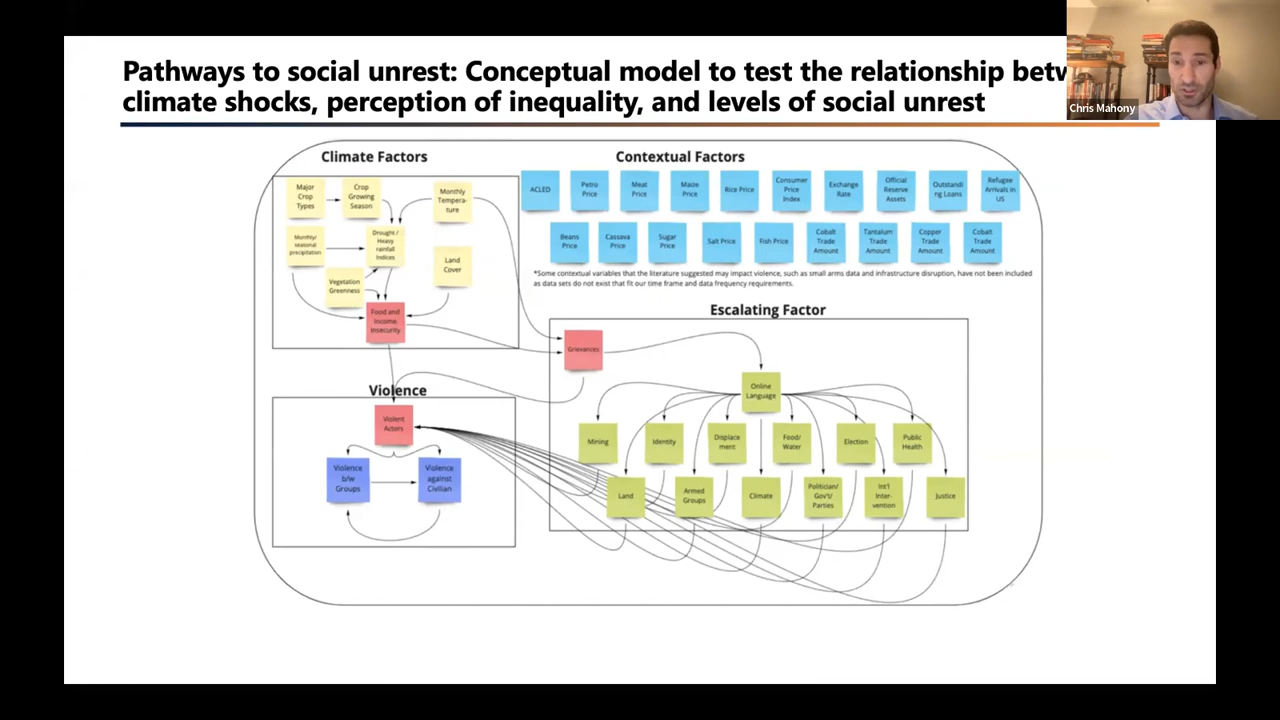 Pathways to social unrest: Conceptual model to test the relationship betw
climate shocks, perception of inequality, and levels of social unrest
Chris Mahony
Climate Factors
Contextual Factors
Major
Crop
Types
Crop
Growing
Season
Monthly
Tempera-
ture
Monthly/
seasonal
precipitation
Drought /
Heavy
rainfall
Indices
Land
Cover
Vegetation
Greenness
Food and
Income
Insecurity
ACLED
Petro
Price
Meat
Price
Maize
Price
Rice Price
Consumer
Price
Index
Exchange
Rate
Official
Reserve
Assets
Outstandi
ng Loans
Refugee
Arrivals in
US
Beans
Price
Cassava
Price
Sugar
Price
Salt Price
Fish Price
Cobalt
Trade
Amount
Tantalum
Trade
Amount
Copper
Trade
Amount
Cobalt
Trade
Amount
*Some contextual variables that the literature suggested may impact violence, such as small arms data and infrastructure disruption, have not been included
as data sets do not exist that fit our time frame and data frequency requirements.
Escalating Factor
Grievances
Online
Language
Mining
Identity
Displace
ment
Food/
Water
Election
Public
Health
Land
Armed
Groups
Climate
Politician/
Gov't/
Parties
Int'l
Inter-
vention
Justice
Violence
Violent
Actors
Violence
b/w
Groups
Violence
against
Civilian